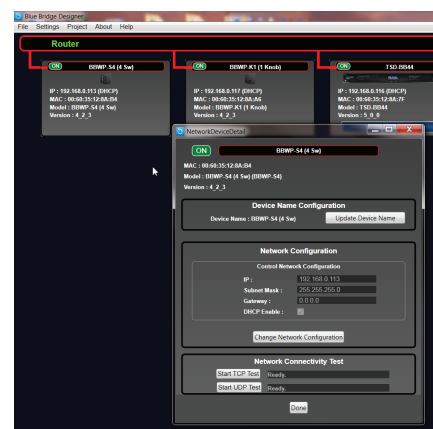 Blue Bridge Designer
File Settings Project About Help
Router
ON BBWP-S4 (4 Sw)
IP : 192.168.0.113 (DHCP)
MAC : 00:60:35:12:8A:B4
Model : BBWP-S4 (4 Sw)
Version : 4_2_3
ON BBWP-K1 (1 Knob)
IP : 192.168.0.117 (DHCP)
MAC : 00:60:35:12:8A:A6
Model : BBWP-K1 (1 Knob)
Version : 4_2_3
ON TSD-BB44
IP : 192.168.0.116 (DHCP)
MAC : 00:60:35:12:8A:7F
Model : TSD-BB44
Version : 5_0_0
NetworkDeviceDetail
ON BBWP-S4 (4 Sw)
MAC : 00:60:35:12:8A:B4
Model : BBWP-S4 (4 Sw) (BBWP-S4)
Version : 4_2_3
Device Name Configuration
Device Name : BBWP-S4 (4 Sw) Update Device Name
Network Configuration
Control Network Configuration
IP : 192.168.0.113
Subnet Mask : 255.255.255.0
Gateway : 0.0.0.0
DHCP Enable :
Change Network Configuration
Network Connectivity Test
Start TCP Test Ready.
Start UDP Test Ready.
Done